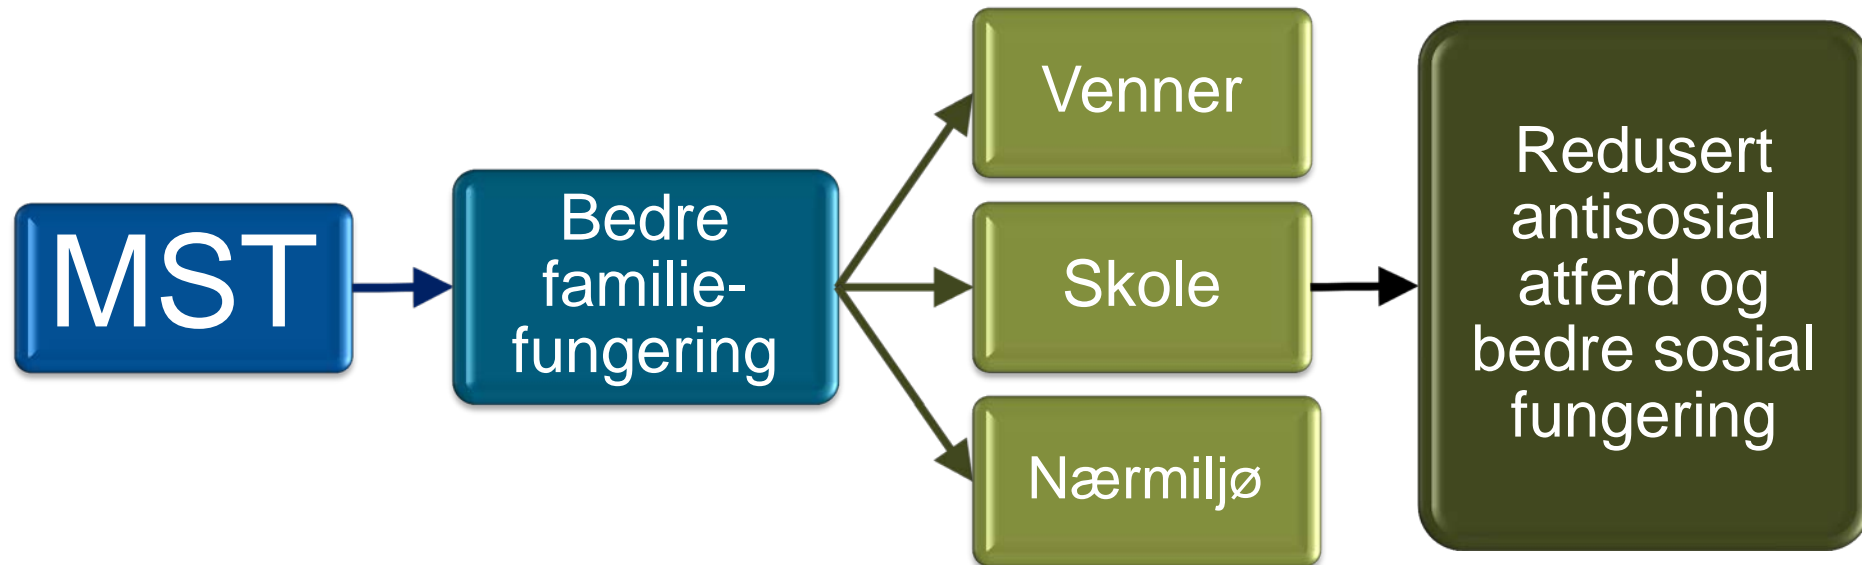 MST
Bedre
familie-
fungering
Venner
Skole
Nærmiljø
Redusert
antisosial
atferd og
bedre sosial
fungering